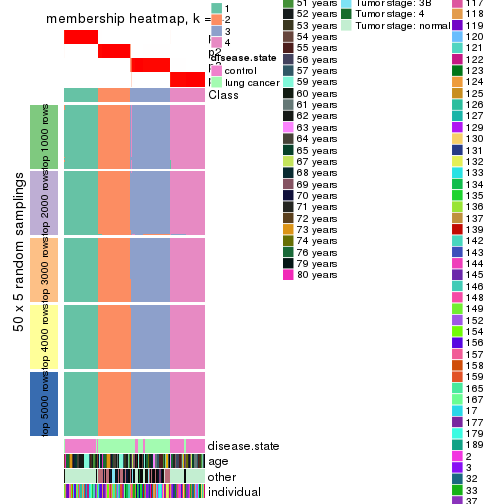 membership heatmap, k =
1
2
3
4
disease.state
control
lung cancer
Class
50 x 5 random samplings
top 1000 rows
top 2000 rows
top 3000 rows
top 4000 rows
top 5000 rows
disease.state
age
other
individual
51 years
52 years
53 years
54 years
55 years
56 years
57 years
59 years
60 years
61 years
62 years
63 years
64 years
65 years
67 years
68 years
69 years
70 years
71 years
72 years
73 years
74 years
76 years
79 years
80 years
Tumor stage: 3B
Tumor stage: 4
Tumor stage: normal
117
118
119
120
121
122
123
124
125
126
127
129
130
131
132
133
134
135
136
137
139
142
143
144
145
146
148
149
152
154
156
157
158
159
165
167
17
177
179
189
2
3
32
33
37